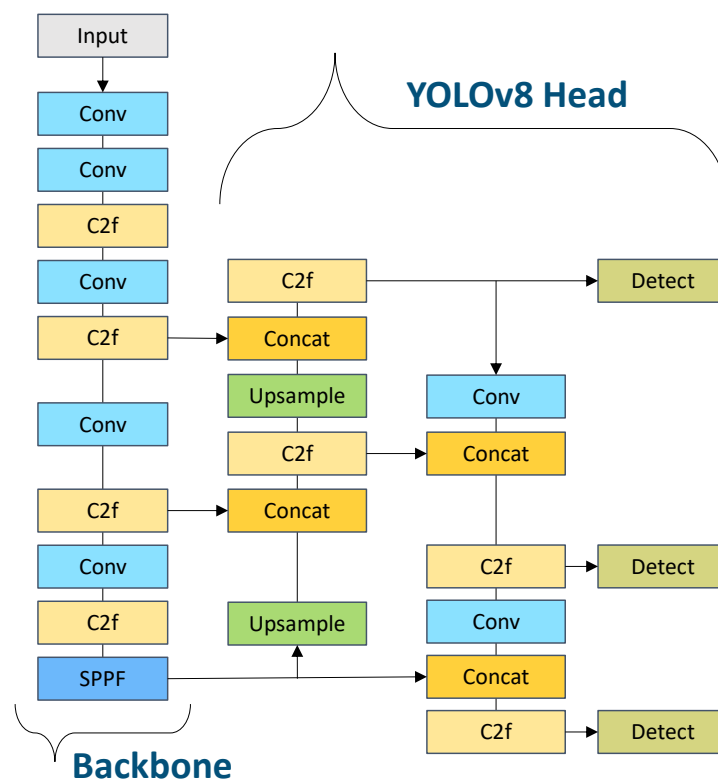 Input
Conv
Conv
C2f
Conv
C2f
Conv
C2f
Conv
C2f
SPPF
Backbone
YOLOv8 Head
C2f
Concat
Upsample
C2f
Concat
Upsample
Conv
Concat
C2f
Conv
Concat
C2f
Detect
Detect
Detect